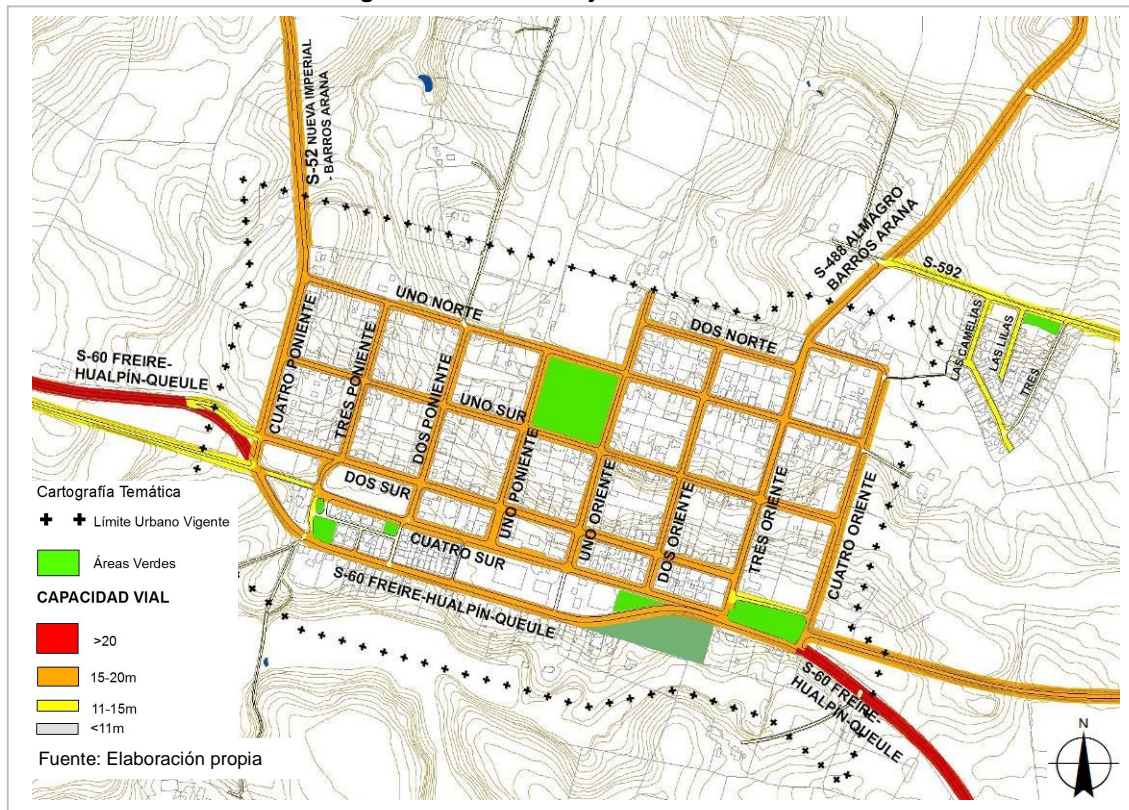 S-52 NUEVA IMPERIAL
- BARROS ARANA
S-488 ALMAGRO
BARROS ARANA
S-592
LAS CAMELIAS
LAS LILAS
TRES
UNO NORTE
DOS NORTE
S-60 FREIRE-
HUALPÍN-QUEULE
CUATRO PONIENTE
TRES PONIENTE
DOS PONIENTE
UNO SUR
UNO PONIENTE
UNO ORIENTE
DOS ORIENTE
TRES ORIENTE
CUATRO ORIENTE
DOS SUR
CUATRO SUR
S-60 FREIRE-HUALPÍN-QUEULE
S-60 FREIRE-
HUALPÍN-QUEULE
Cartografía Temática
Límite Urbano Vigente
Áreas Verdes
CAPACIDAD VIAL
>20
15-20m
11-15m
<11m
Fuente: Elaboración propia
N